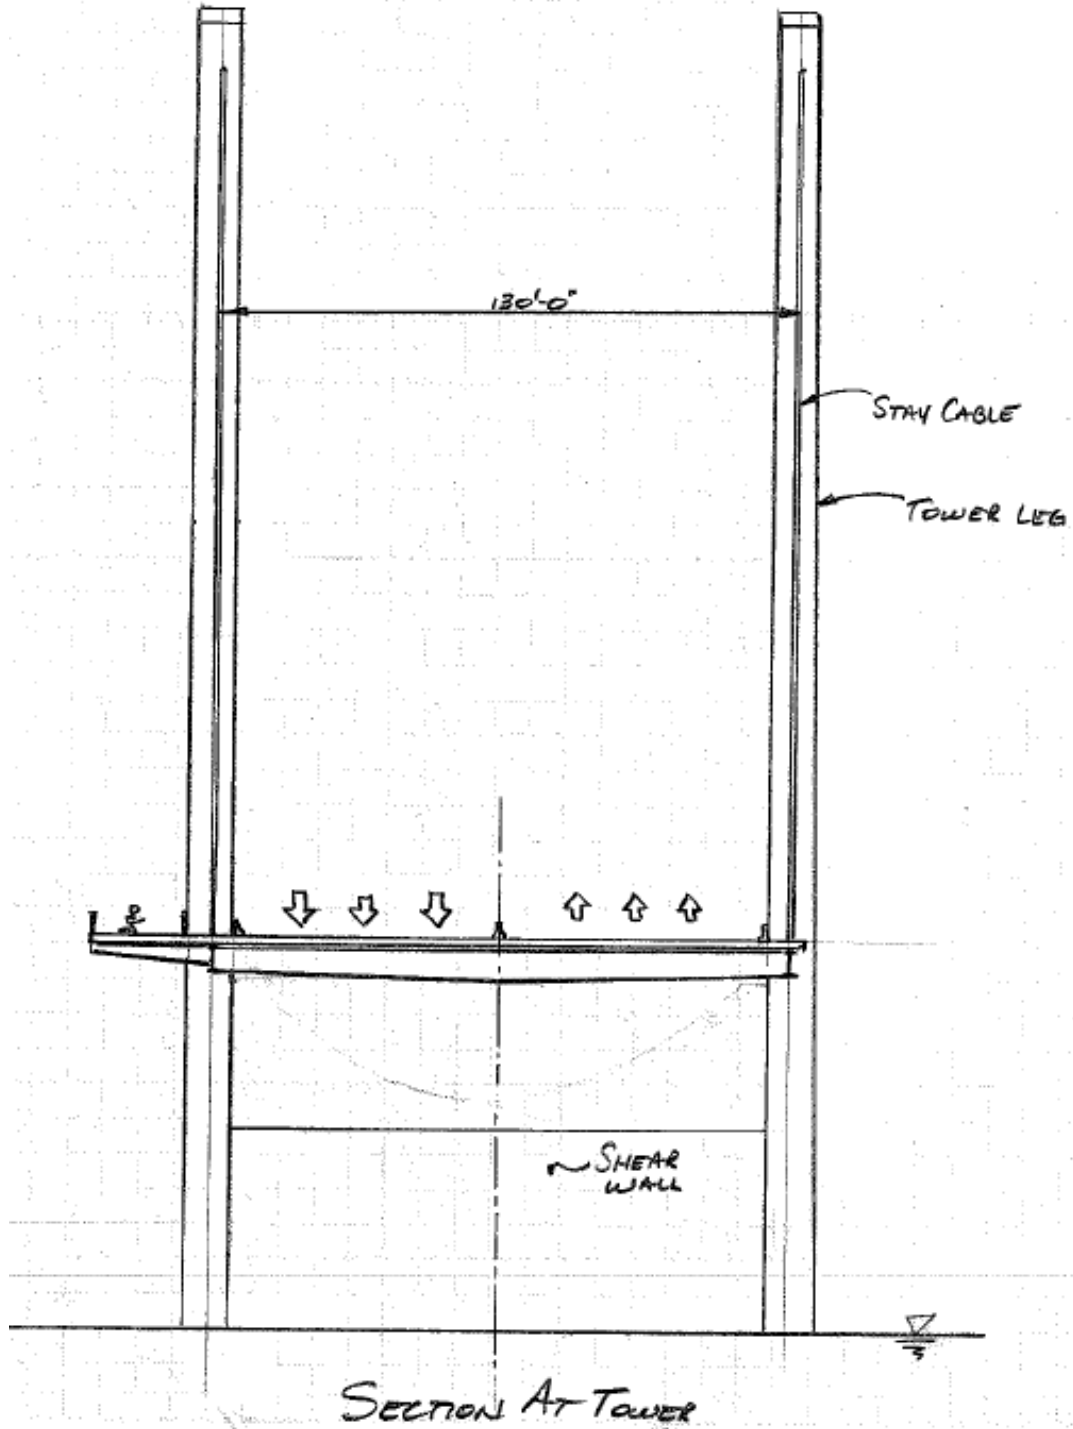 130'-0"
STAY CABLE
TOWER LEG
SHEAR
WALL
SECTION AT TOWER